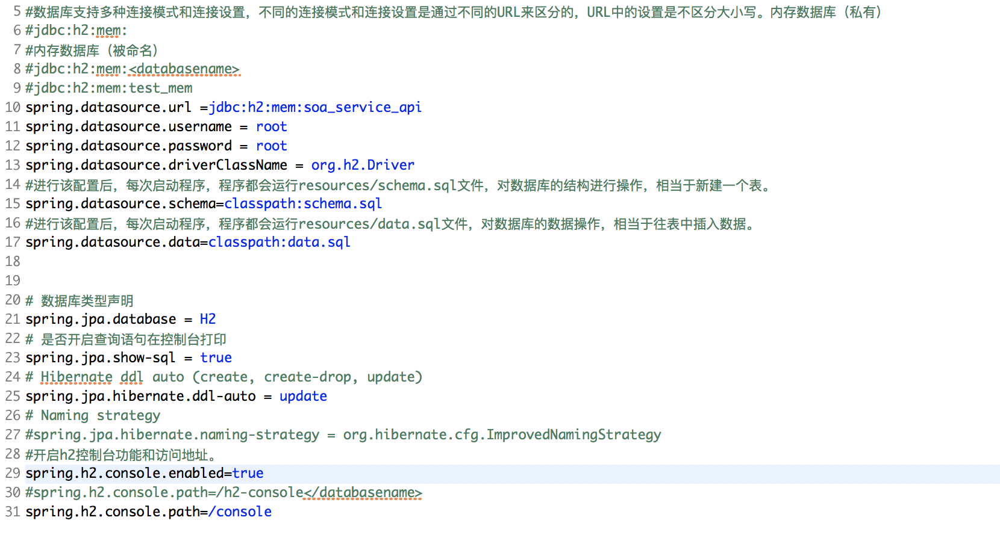 5 #数据库支持多种连接模式和连接设置，不同的连接模式和连接设置是通过不同的URL来区分的，URL中的设置是不区分大小写。内存数据库（私有）
6 #jdbc:h2:mem:
7 #内存数据库（被命名）
8 #jdbc:h2:mem:<databasename>
9 #jdbc:h2:mem:test_mem
10 spring.datasource.url =jdbc:h2:mem:soa_service_api
11 spring.datasource.username = root
12 spring.datasource.password = root
13 spring.datasource.driverClassName = org.h2.Driver
14 #进行该配置后，每次启动程序，程序都会运行resources/schema.sql文件，对数据库的结构进行操作，相当于新建一个表。
15 spring.datasource.schema=classpath:schema.sql
16 #进行该配置后，每次启动程序，程序都会运行resources/data.sql文件，对数据库的数据操作，相当于往表中插入数据。
17 spring.datasource.data=classpath:data.sql
18
19
20 # 数据库类型声明
21 spring.jpa.database = H2
22 # 是否开启查询语句在控制台打印
23 spring.jpa.show-sql = true
24 # Hibernate ddl auto (create, create-drop, update)
25 spring.jpa.hibernate.ddl-auto = update
26 # Naming strategy
27 #spring.jpa.hibernate.naming-strategy = org.hibernate.cfg.ImprovedNamingStrategy
28 #开启h2控制台功能和访问地址。
29 spring.h2.console.enabled=true
30 #spring.h2.console.path=/h2-console</databasename>
31 spring.h2.console.path=/console